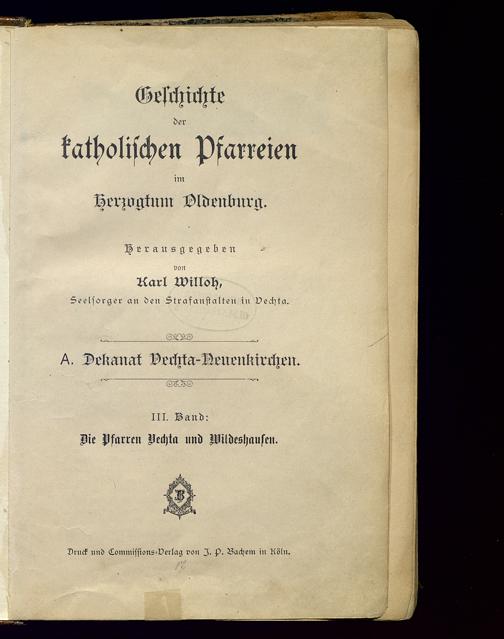 Geschichte
der
katholischen Pfarreien
im
Herzogtum Oldenburg.
Herausgegeben
von
Karl Willoh,
Seelsorger an den Strafanstalten in Vechta.
A. Dekanat Vechta-Neuenkirchen.
III. Band:
Die Pfarren Vechta und Wildeshausen.
B
Druck und Commissions-Verlag von J. P. Bachem in Köln.